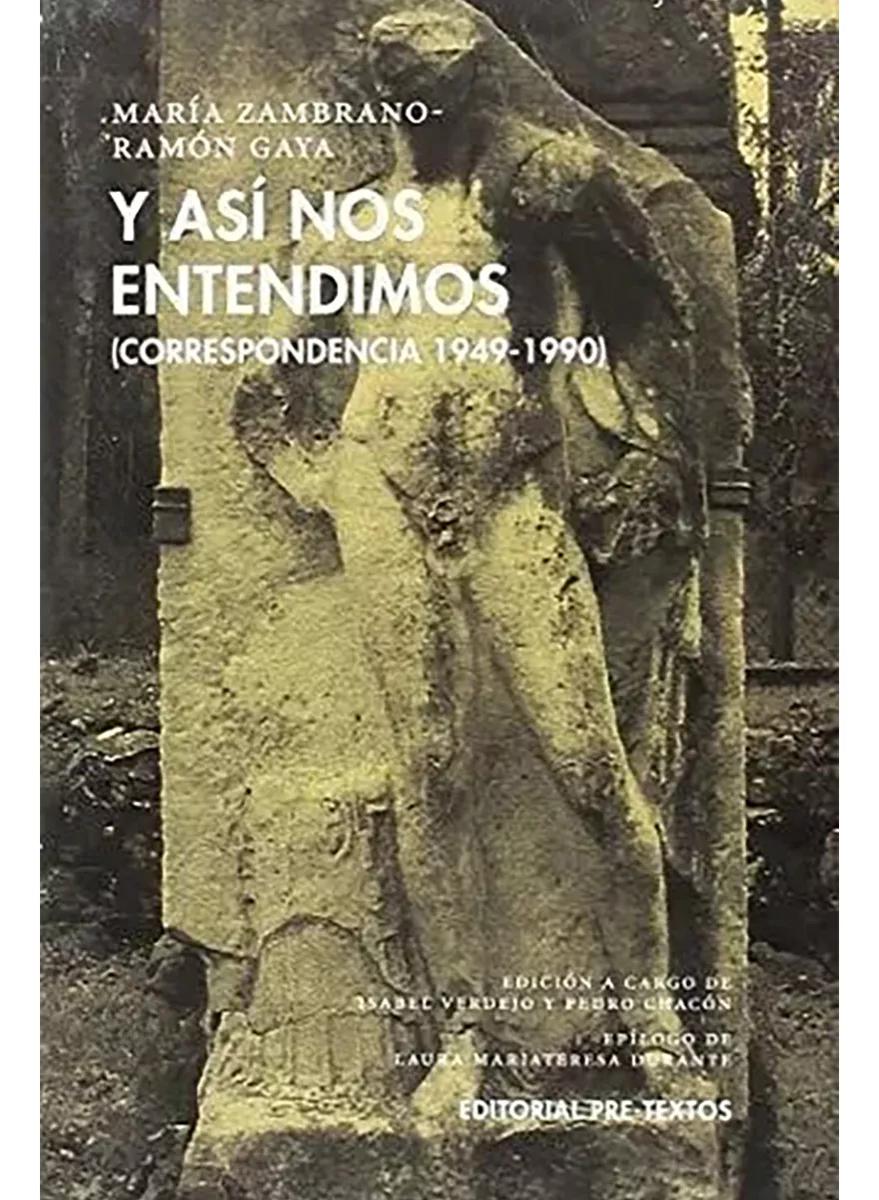 MARÍA ZAMBRANO-
RAMÓN GAYA
Y ASÍ NOS
ENTENDIMOS
(CORRESPONDENCIA 1949-1990)
EDICIÓN A CARGO DE
ISABEL VERDEJO Y PEDRO CHACÓN
EPÍLOGO DE
LAURA MARIATERESA DURANTE
EDITORIAL PRE-TEXTOS